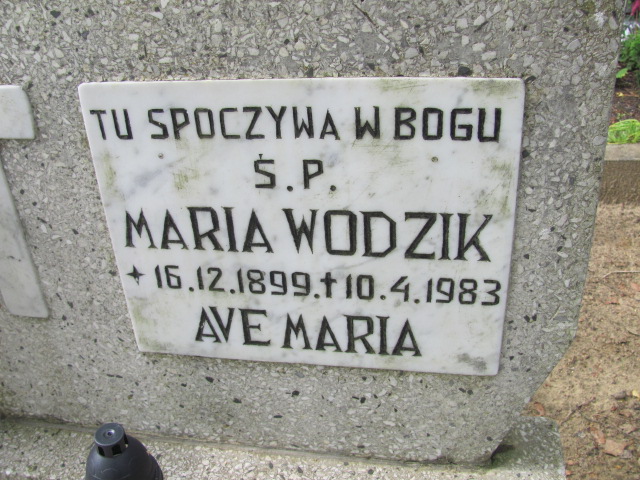 TU SPOCZYWA W BOGU
Ś.P.
MARIA WODZIK
✦ 16.12.1899. ✝ 10.4.1983
AVE MARIA